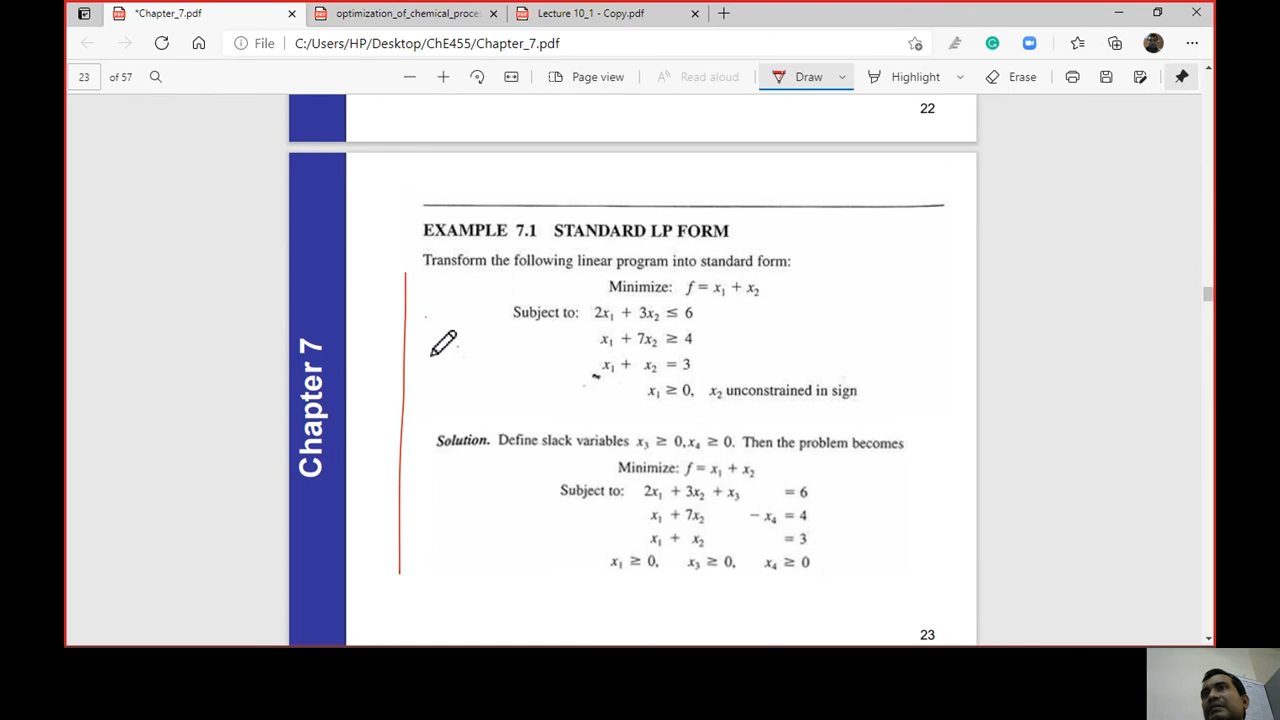 *Chapter_7.pdf
optimization_of_chemical_proce
Lecture 10_1 - Copy.pdf
File
C:/Users/HP/Desktop/ChE455/Chapter_7.pdf
23 of 57
Page view
Read aloud
Draw
Highlight
Erase
22
Chapter 7
EXAMPLE 7.1 STANDARD LP FORM
Transform the following linear program into standard form:
Minimize: f = x₁ + x₂
Subject to: 2x₁ + 3x₂ ≤ 6
x₁ + 7x₂ ≥ 4
x₁ + x₂ = 3
x₁ ≥ 0, x₂ unconstrained in sign
Solution. Define slack variables x₃ ≥ 0, x₄ ≥ 0. Then the problem becomes
Minimize: f = x₁ + x₂
Subject to: 2x₁ + 3x₂ + x₃ = 6
x₁ + 7x₂ − x₄ = 4
x₁ + x₂ = 3
x₁ ≥ 0, x₃ ≥ 0, x₄ ≥ 0
23